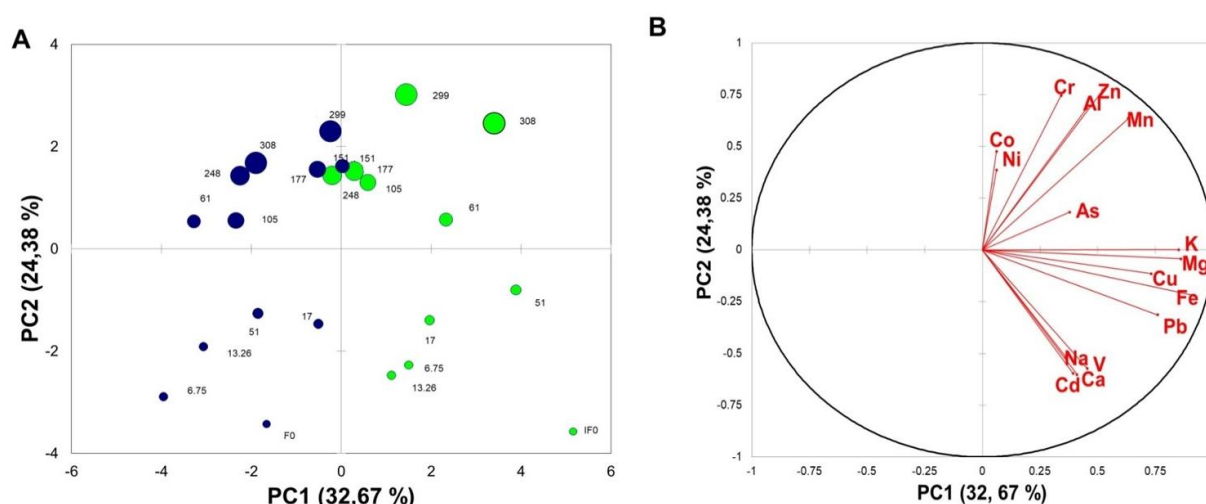 A
PC2 (24,38 %)
4
2
0
-2
-4
299
299
308
308
151
151
177
177
248
248
105
61
105
61
51
17
51
17
13.26
6.75
6.75
13.26
F0
IF0
-6
-4
-2
0
2
4
6
PC1 (32,67 %)
B
PC2 (24,38 %)
1
0.75
0.5
0.25
0
-0.25
-0.5
-0.75
-1
Cr
Zn
Al
Mn
Co
Ni
As
K
Mg
Cu
Fe
Pb
Na
V
Ca
Cd
-1
-0.75
-0.5
-0.25
0
0.25
0.5
0.75
PC1 (32, 67 %)